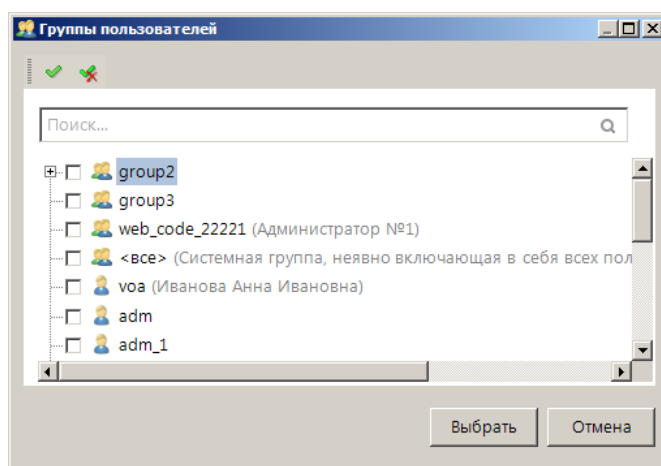 Группы пользователей
Поиск...
group2
group3
web_code_22221 (Администратор №1)
<все> (Системная группа, неявно включающая в себя всех пол
voa (Иванова Анна Ивановна)
adm
adm_1
Выбрать Отмена